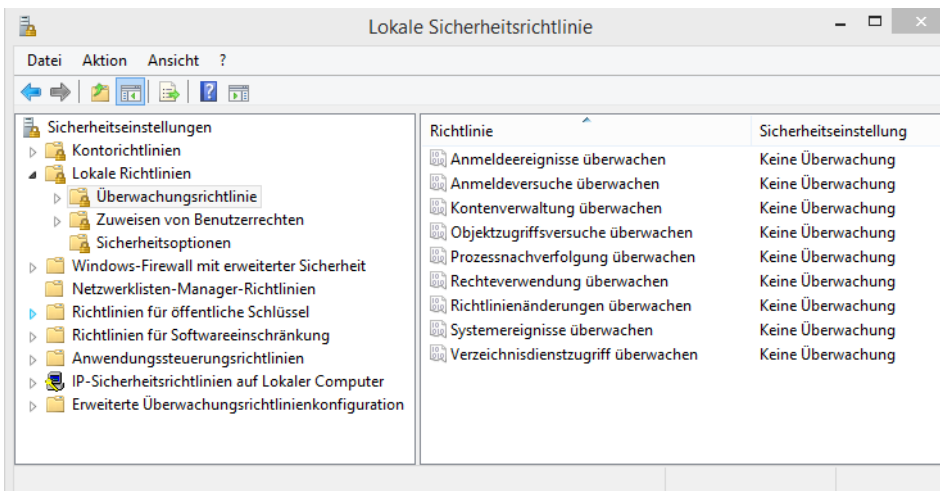 Lokale Sicherheitsrichtlinie
Datei Aktion Ansicht ?
Sicherheitseinstellungen
Kontorichtlinien
Lokale Richtlinien
Überwachungsrichtlinie
Zuweisen von Benutzerrechten
Sicherheitsoptionen
Windows-Firewall mit erweiterter Sicherheit
Netzwerklisten-Manager-Richtlinien
Richtlinien für öffentliche Schlüssel
Richtlinien für Softwareeinschränkung
Anwendungssteuerungsrichtlinien
IP-Sicherheitsrichtlinien auf Lokaler Computer
Erweiterte Überwachungsrichtlinienkonfiguration
Richtlinie Sicherheitseinstellung
Anmeldeereignisse überwachen Keine Überwachung
Anmeldeversuche überwachen Keine Überwachung
Kontenverwaltung überwachen Keine Überwachung
Objektzugriffsversuche überwachen Keine Überwachung
Prozessnachverfolgung überwachen Keine Überwachung
Rechteverwendung überwachen Keine Überwachung
Richtlinienänderungen überwachen Keine Überwachung
Systemereignisse überwachen Keine Überwachung
Verzeichnisdienstzugriff überwachen Keine Überwachung